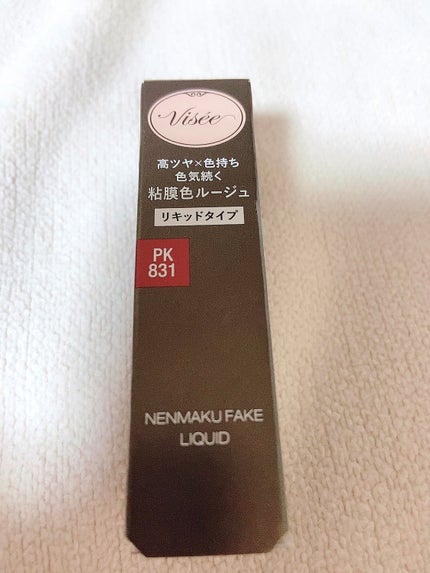 Visée
高ツヤ×色持ち
色気続く
粘膜色ルージュ
リキッドタイプ
PK
831
NENMAKU FAKE
LIQUID